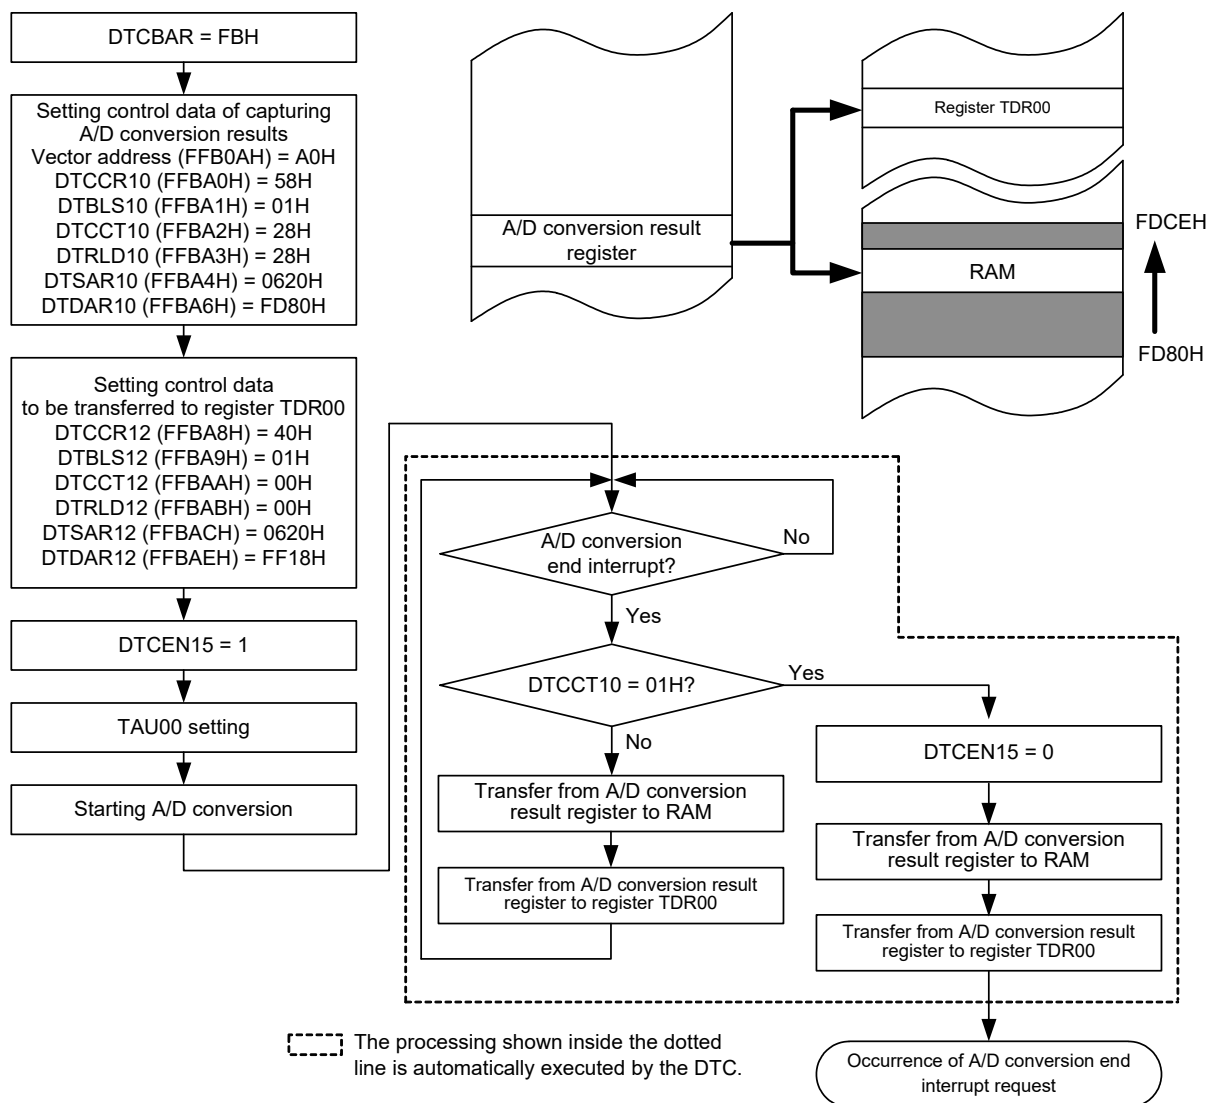 DTCBAR = FBH
Setting control data of capturing
A/D conversion results
Vector address (FFB0AH) = A0H
DTCCR10 (FFBA0H) = 58H
DTBLS10 (FFBA1H) = 01H
DTCCT10 (FFBA2H) = 28H
DTRLD10 (FFBA3H) = 28H
DTSAR10 (FFBA4H) = 0620H
DTDAR10 (FFBA6H) = FD80H
Setting control data
to be transferred to register TDR00
DTCCR12 (FFBA8H) = 40H
DTBLS12 (FFBA9H) = 01H
DTCCT12 (FFBAAH) = 00H
DTRLD12 (FFBABH) = 00H
DTSAR12 (FFBACH) = 0620H
DTDAR12 (FFBAEH) = FF18H
DTCEN15 = 1
TAU00 setting
Starting A/D conversion
A/D conversion result
register
Register TDR00
RAM
FDCEH
FD80H
A/D conversion
end interrupt?
No
Yes
DTCCT10 = 01H?
Yes
No
Transfer from A/D conversion
result register to RAM
Transfer from A/D conversion result
register to register TDR00
DTCEN15 = 0
Transfer from A/D conversion
result register to RAM
Transfer from A/D conversion result
register to register TDR00
Occurrence of A/D conversion end
interrupt request
The processing shown inside the dotted
line is automatically executed by the DTC.